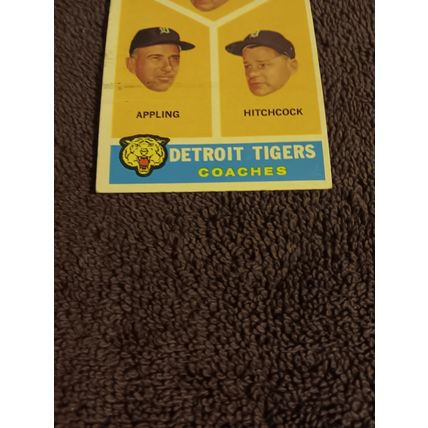 APPLING
HITCHCOCK
DETROIT TIGERS
COACHES